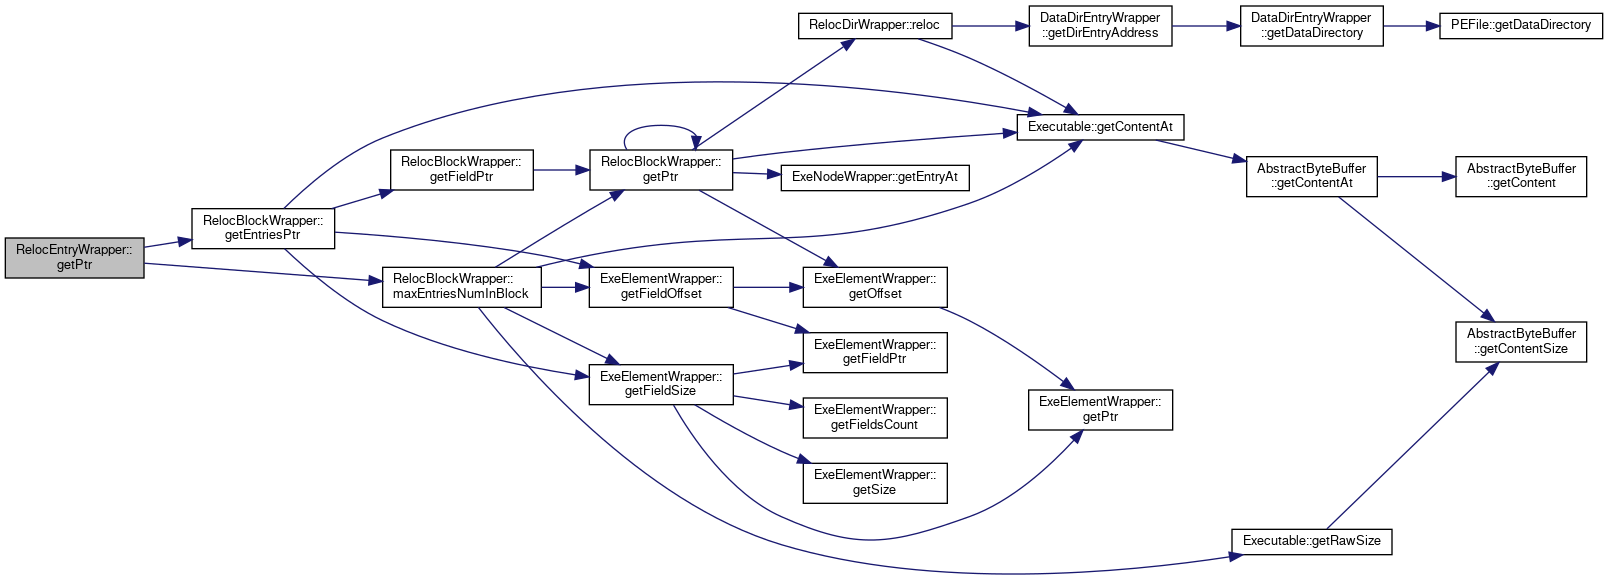 RelocEntryWrapper::
getPtr
RelocBlockWrapper::
getEntriesPtr
RelocBlockWrapper::
getFieldPtr
RelocBlockWrapper::
maxEntriesNumInBlock
RelocBlockWrapper::
getPtr
ExeElementWrapper::
getFieldOffset
ExeElementWrapper::
getFieldSize
RelocDirWrapper::reloc
ExeNodeWrapper::getEntryAt
ExeElementWrapper::
getOffset
ExeElementWrapper::
getFieldPtr
ExeElementWrapper::
getFieldsCount
ExeElementWrapper::
getSize
DataDirEntryWrapper
::getDirEntryAddress
Executable::getContentAt
ExeElementWrapper::
getPtr
DataDirEntryWrapper
::getDataDirectory
AbstractByteBuffer
::getContentAt
Executable::getRawSize
PEFile::getDataDirectory
AbstractByteBuffer
::getContent
AbstractByteBuffer
::getContentSize